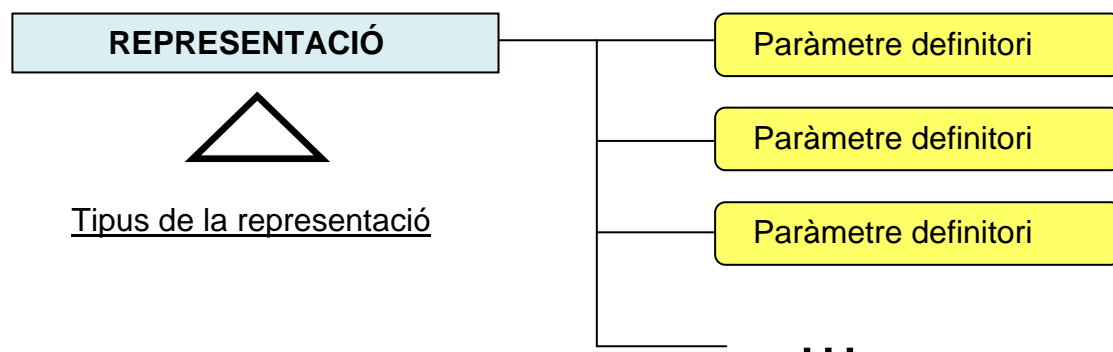 REPRESENTACIÓ
Paràmetre definitori
Paràmetre definitori
Tipus de la representació
Paràmetre definitori
...